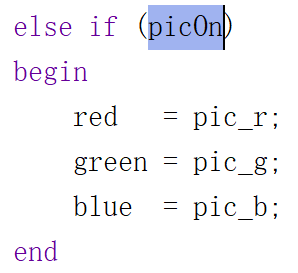 else if (picOn)
begin
    red   = pic_r;
    green = pic_g;
    blue  = pic_b;
end